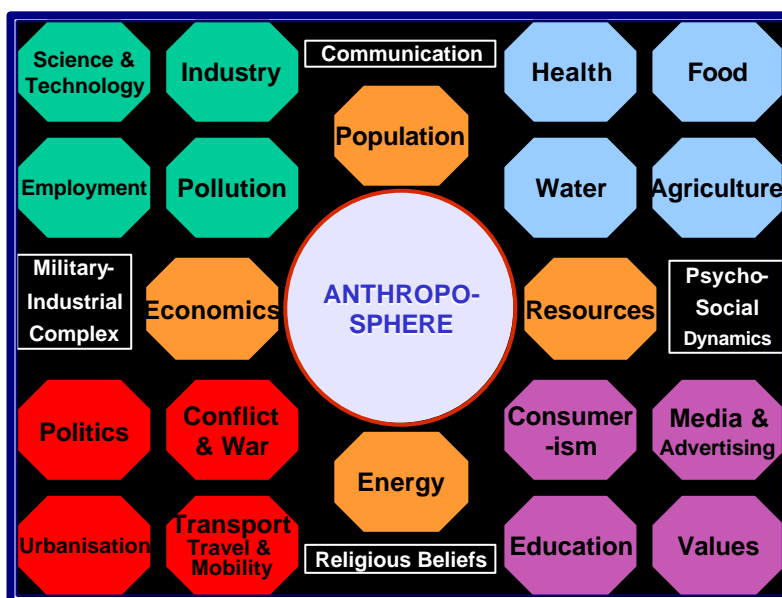 Science &
Technology
Industry
Communication
Health
Food
Population
Employment
Pollution
Water
Agriculture
Military-
Industrial
Complex
Economics
ANTHROPO-
SPHERE
Resources
Psycho-
Social
Dynamics
Politics
Conflict
& War
Consumer
-ism
Media &
Advertising
Energy
Urbanisation
Transport
Travel &
Mobility
Religious Beliefs
Education
Values